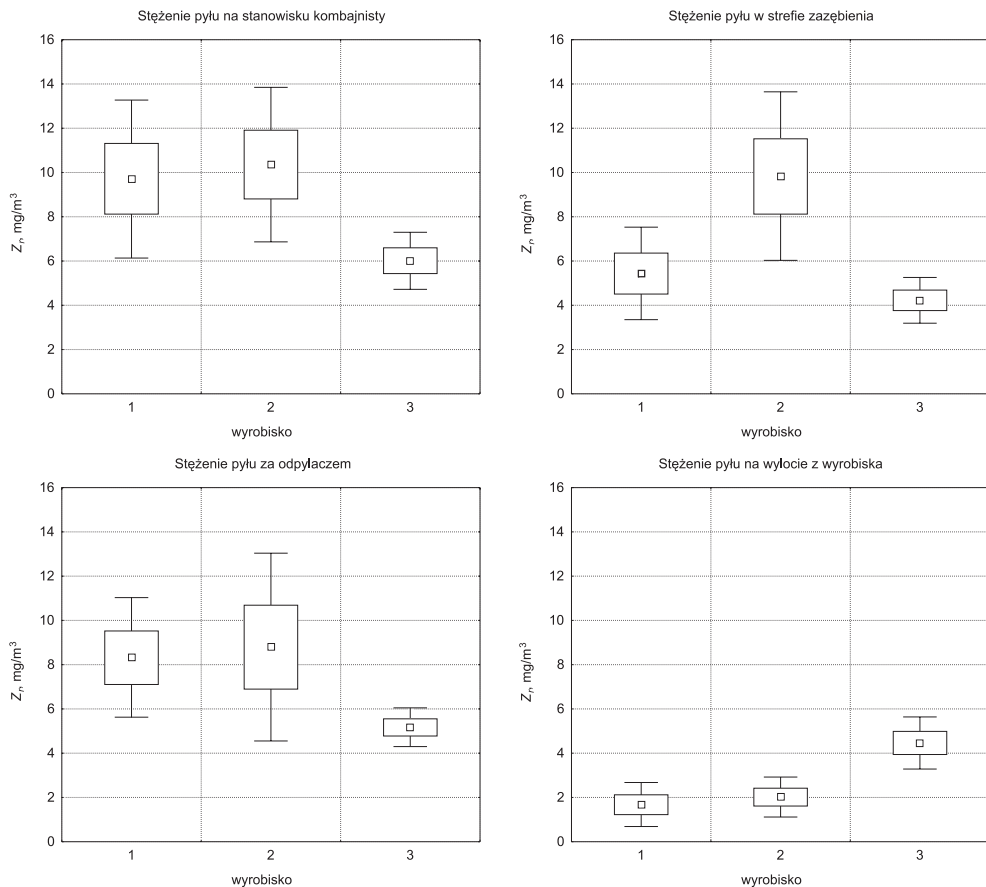 Stężenie pyłu na stanowisku kombajnisty
16
14
12
10
8
6
4
2
0
Zr, mg/m³
1 2 3
wyrobisko
Stężenie pyłu w strefie zazębienia
16
14
12
10
8
6
4
2
0
Zr, mg/m³
1 2 3
wyrobisko
Stężenie pyłu za odpylaczem
16
14
12
10
8
6
4
2
0
Zr, mg/m³
1 2 3
wyrobisko
Stężenie pyłu na wylocie z wyrobiska
16
14
12
10
8
6
4
2
0
Zr, mg/m³
1 2 3
wyrobisko